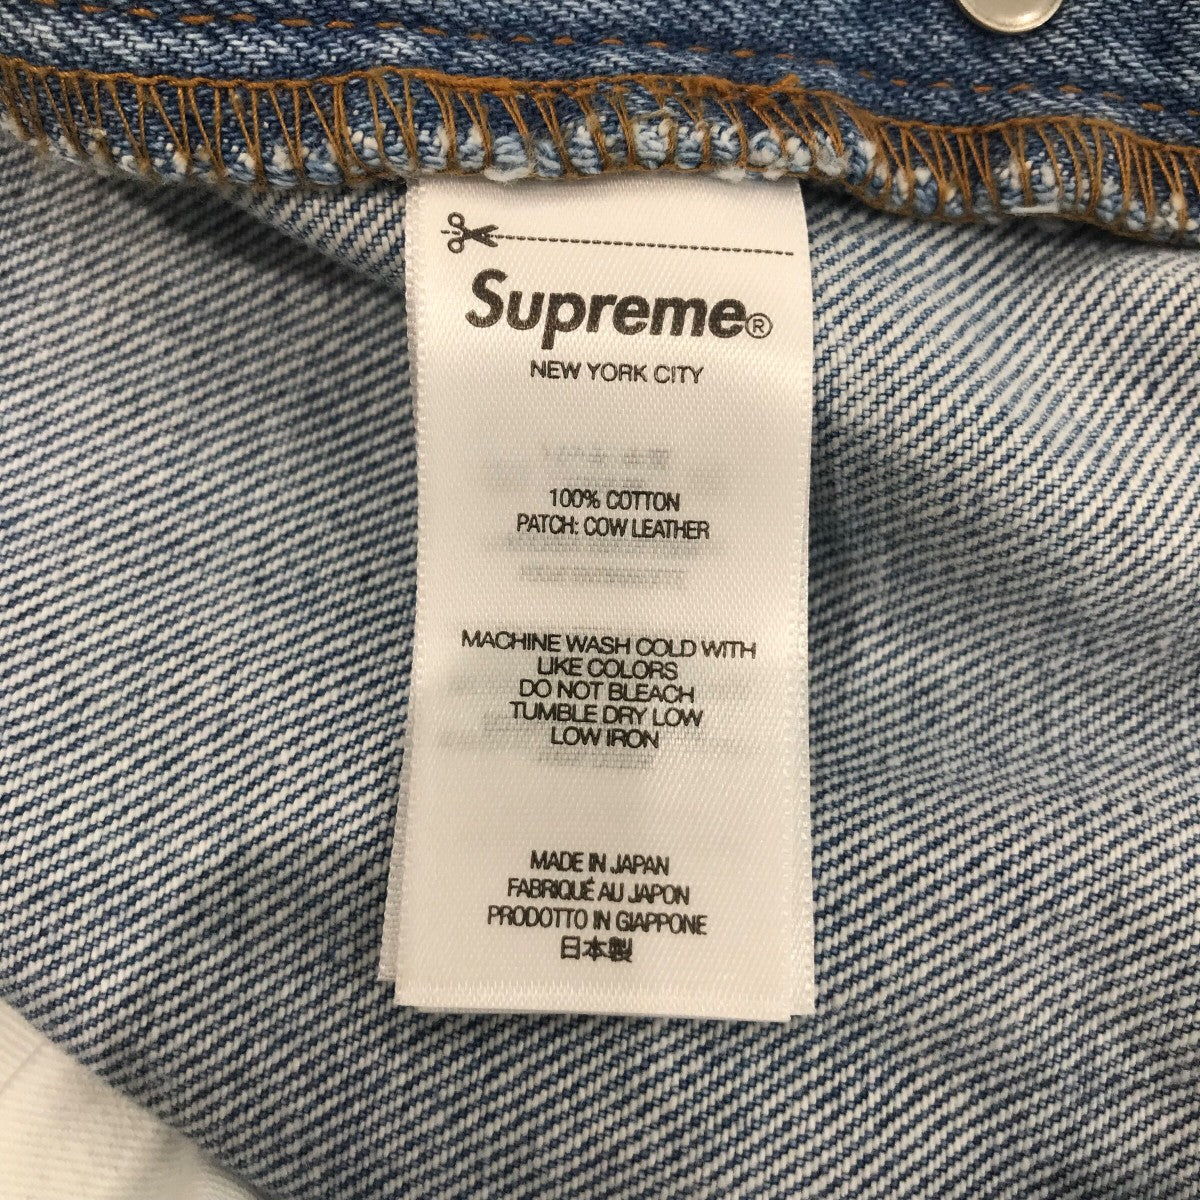 Supreme®
NEW YORK CITY
100% COTTON
PATCH: COW LEATHER
MACHINE WASH COLD WITH
LIKE COLORS
DO NOT BLEACH
TUMBLE DRY LOW
LOW IRON
MADE IN JAPAN
FABRIQUÉ AU JAPON
PRODOTTO IN GIAPPONE
日本製